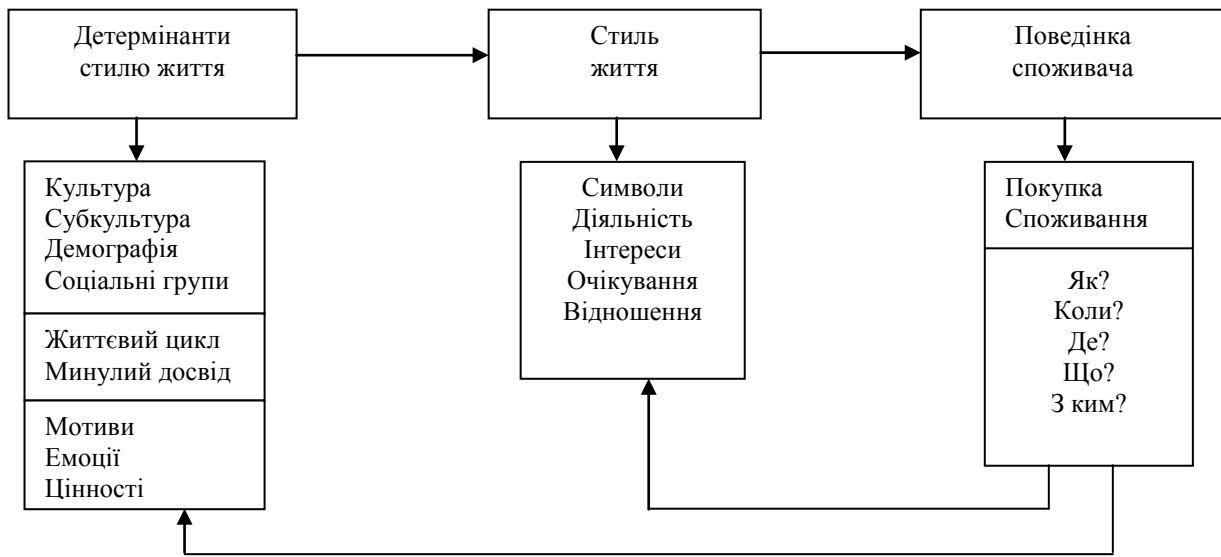 Детермінанти
стилю життя
Стиль
життя
Поведінка
споживача
Культура
Субкультура
Демографія
Соціальні групи
Життєвий цикл
Минулий досвід
Мотиви
Емоції
Цінності
Символи
Діяльність
Інтереси
Очікування
Відношення
Покупка
Споживання
Як?
Коли?
Де?
Що?
З ким?